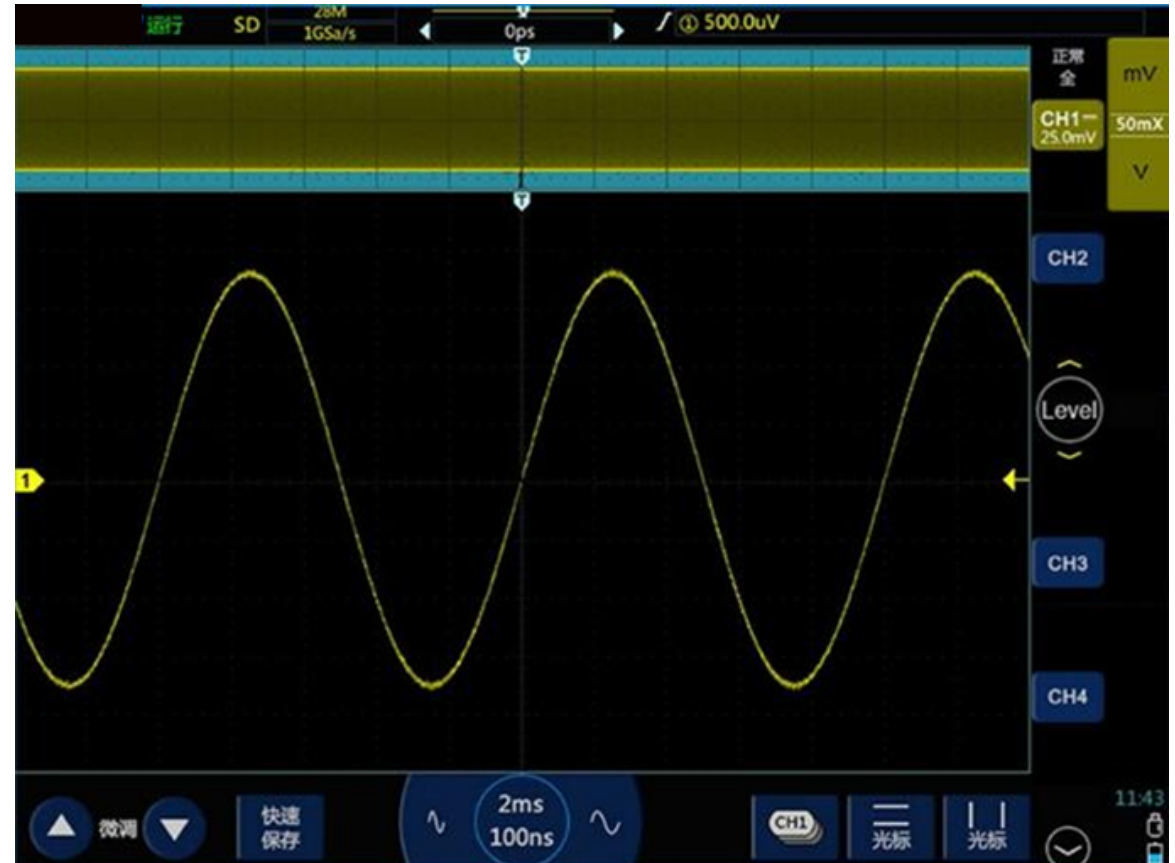 运行
SD
28M
1GSa/s
0ps
① 500.0uV
T
正常
全
mV
CH1
25.0mV
50mX
V
T
CH2
Level
1
CH3
CH4
微调
快速
保存
2ms
100ns
CH1
光标
光标
11:43